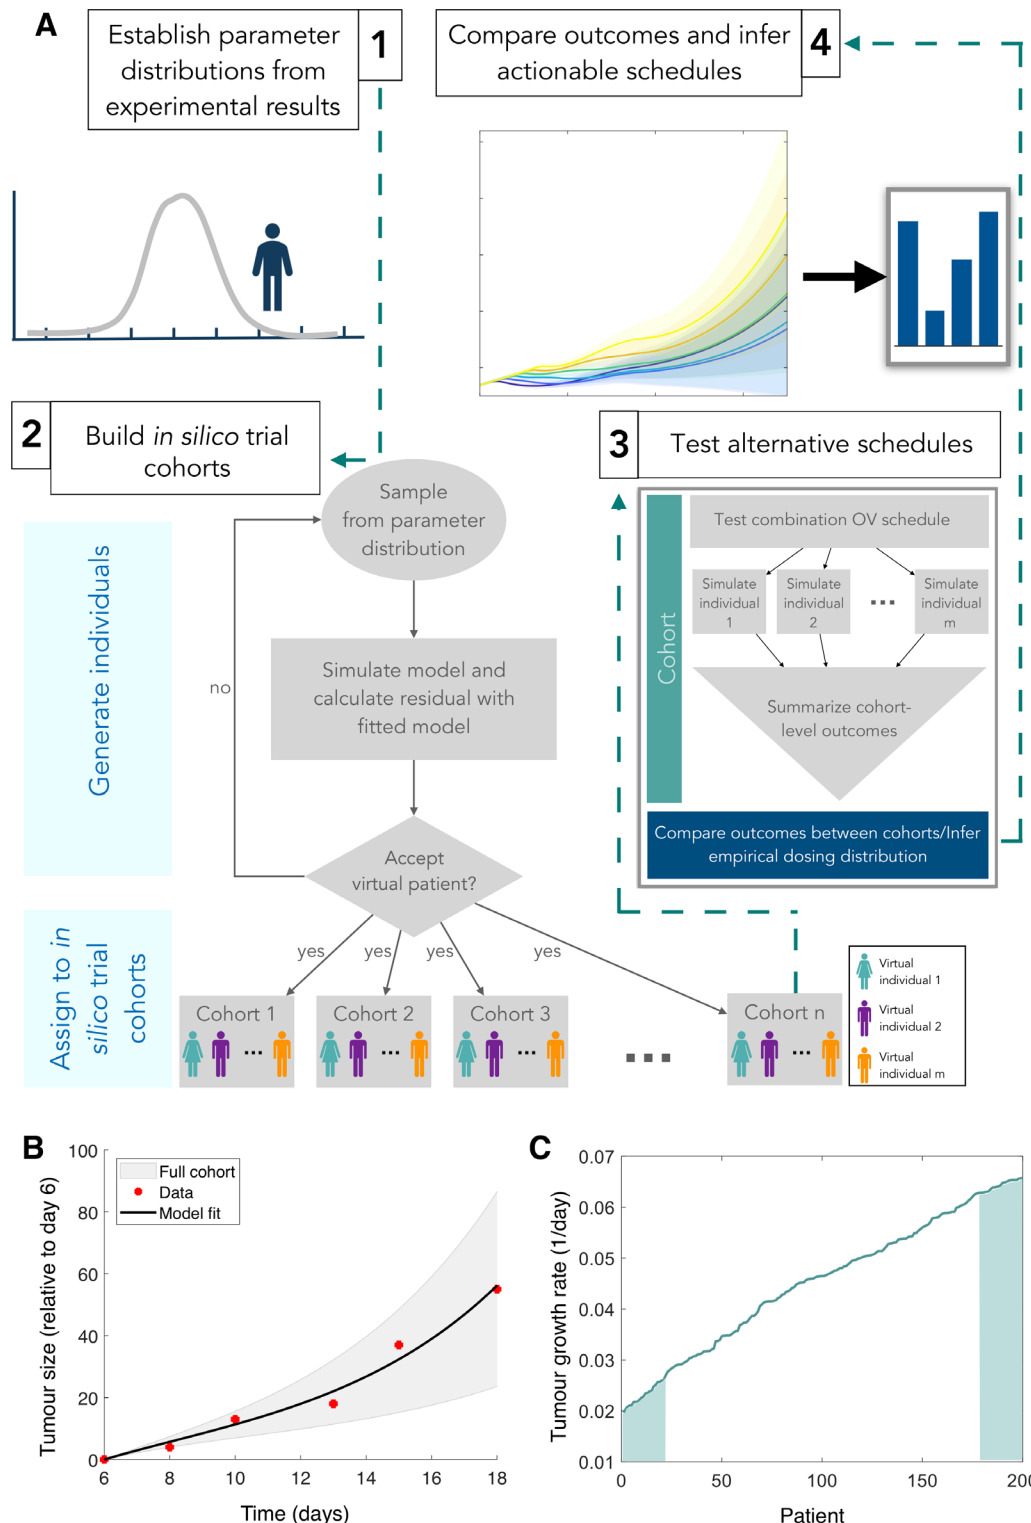 A
Establish parameter
distributions from
experimental results
1
Compare outcomes and infer
actionable schedules
4
2
Build in silico trial
cohorts
3
Test alternative schedules
Generate individuals
Sample
from parameter
distribution
Simulate model and
calculate residual with
fitted model
no
Accept
virtual patient?
yes
yes
yes
yes
Cohort
Test combination OV schedule
Simulate
individual
1
Simulate
individual
2
Simulate
individual
m
Summarize cohort-
level outcomes
Compare outcomes between cohorts/Infer
empirical dosing distribution
Assign to in
silico trial
cohorts
Cohort 1
Cohort 2
Cohort 3
Cohort n
Virtual
individual 1
Virtual
individual 2
Virtual
individual m
B
Tumour size (relative to day 6)
100
80
60
40
20
0
Full cohort
Data
Model fit
6
8
10
12
14
16
18
Time (days)
C
Tumour growth rate (1/day)
0.07
0.06
0.05
0.04
0.03
0.02
0.01
0
50
100
150
200
Patient